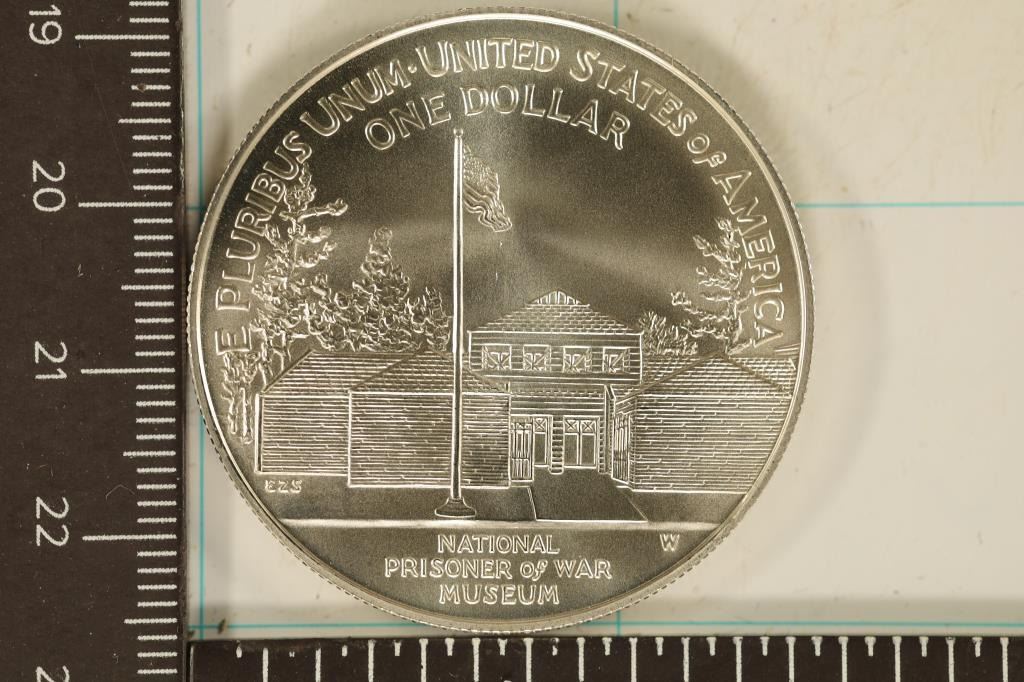 E PLURIBUS UNUM · UNITED STATES of AMERICA
ONE DOLLAR
EZS
W
NATIONAL
PRISONER of WAR
MUSEUM
19
20
21
22